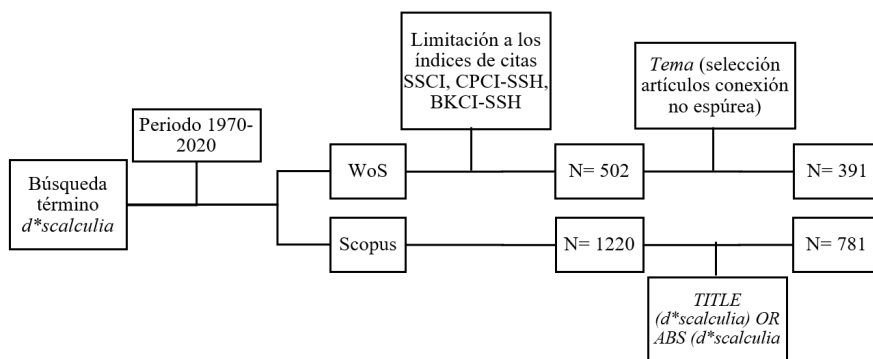 Limitación a los
índices de citas
SSCI, CPCI-SSH,
BKCI-SSH
Tema (selección
artículos conexión
no espúrea)
Periodo 1970-
2020
WoS
N= 502
N= 391
Búsqueda
término
d*scalculia
Scopus
N= 1220
N= 781
TITLE
(d*scalculia) OR
ABS (d*scalculia